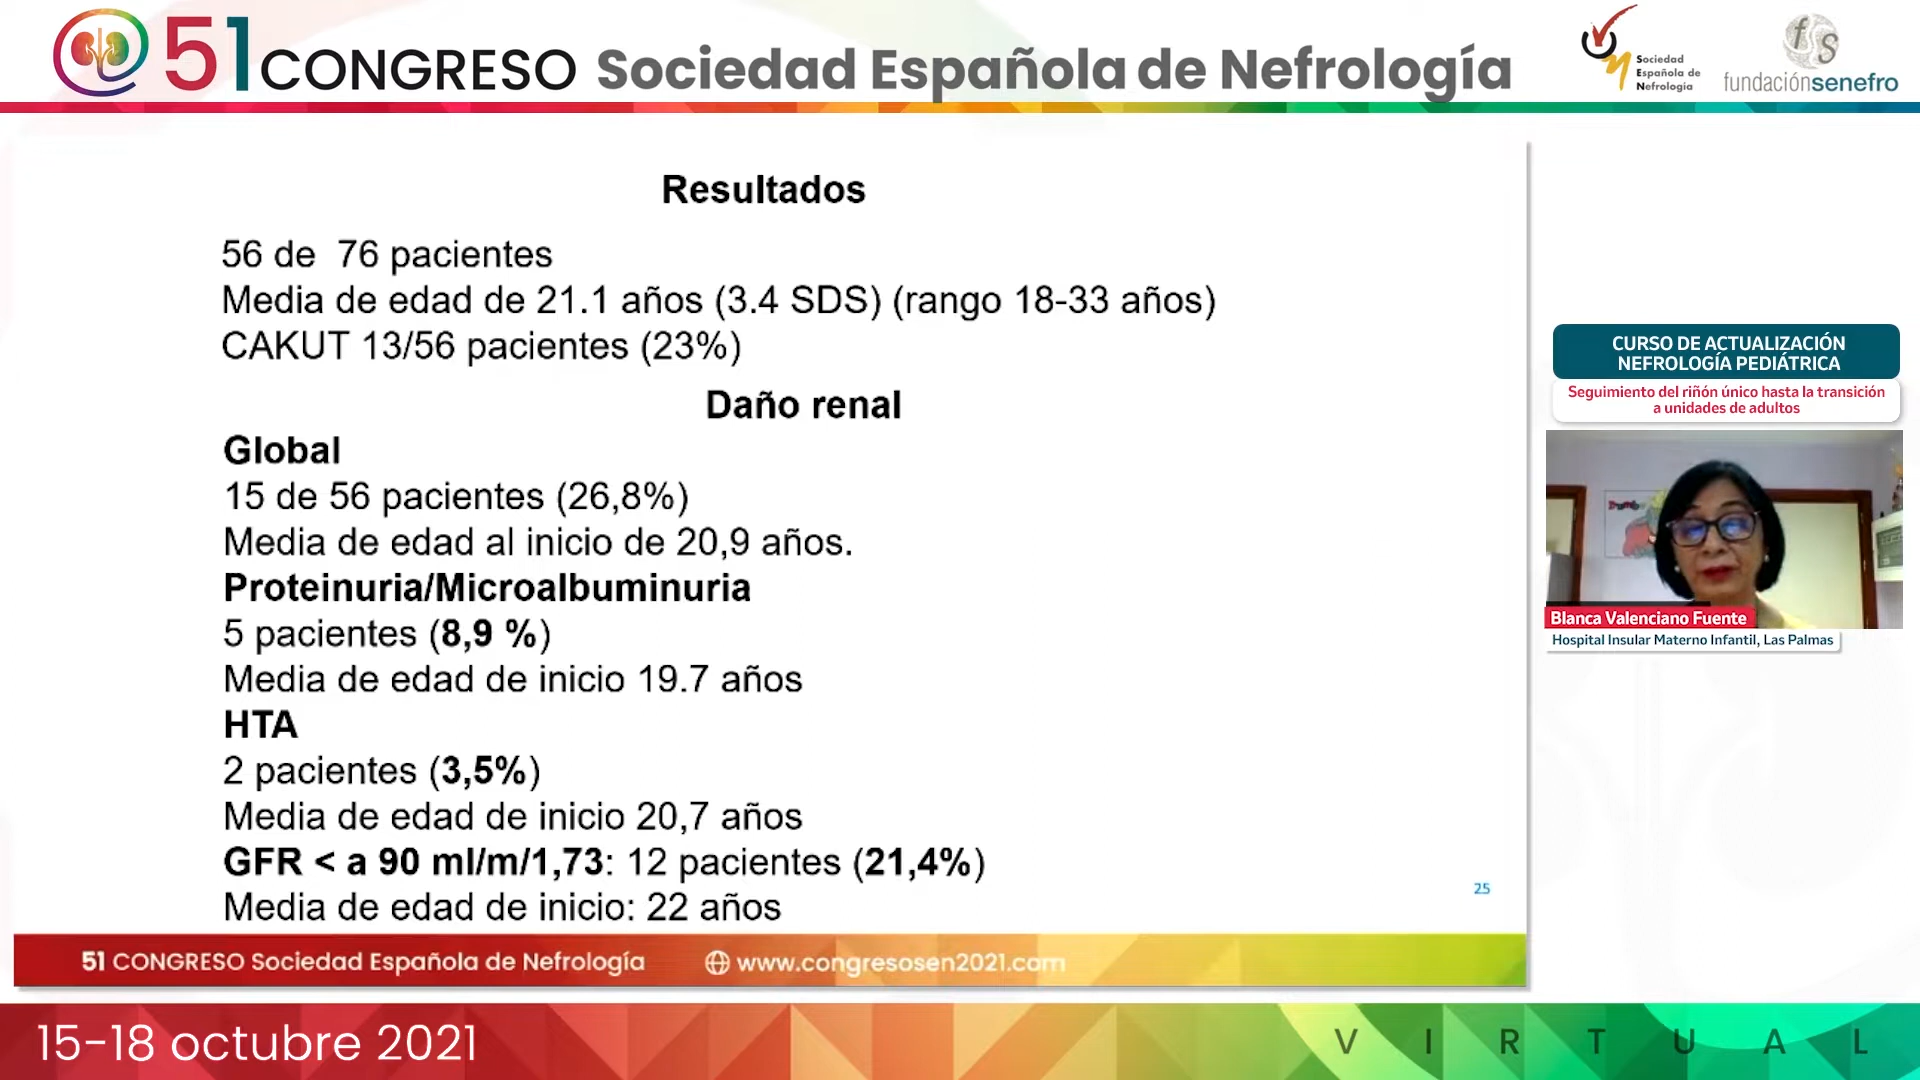 51 CONGRESO Sociedad Española de Nefrología
Sociedad
Española de
Nefrología
fS
fundaciónsenefro
Resultados
56 de 76 pacientes
Media de edad de 21.1 años (3.4 SDS) (rango 18-33 años)
CAKUT 13/56 pacientes (23%)
Daño renal
Global
15 de 56 pacientes (26,8%)
Media de edad al inicio de 20,9 años.
Proteinuria/Microalbuminuria
5 pacientes (8,9 %)
Media de edad de inicio 19.7 años
HTA
2 pacientes (3,5%)
Media de edad de inicio 20,7 años
GFR < a 90 ml/m/1,73: 12 pacientes (21,4%)
Media de edad de inicio: 22 años
25
51 CONGRESO Sociedad Española de Nefrología www.congresosen2021.com
CURSO DE ACTUALIZACIÓN
NEFROLOGÍA PEDIÁTRICA
Seguimiento del riñón único hasta la transición
a unidades de adultos
Blanca Valenciano Fuente
Hospital Insular Materno Infantil, Las Palmas
15-18 octubre 2021
VIRTUAL